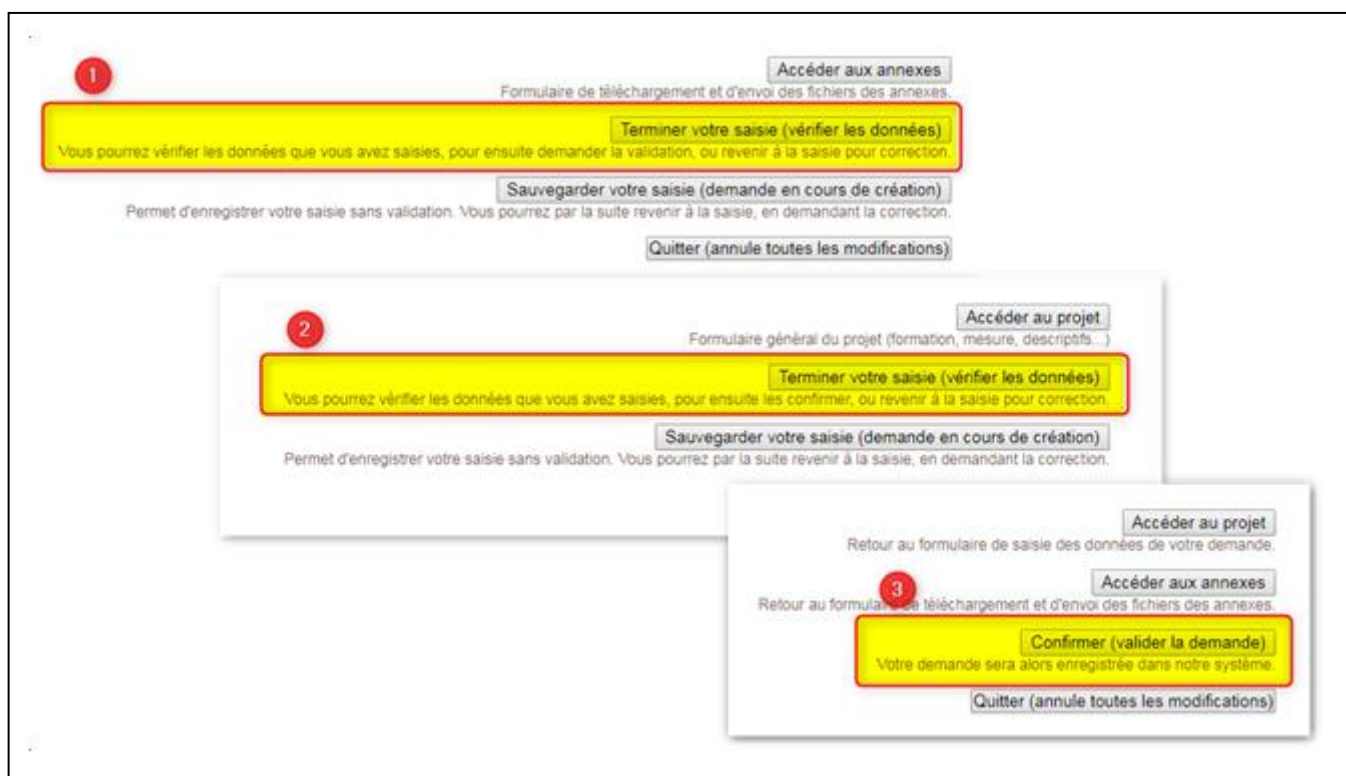 1
Accéder aux annexes
Formulaire de téléchargement et d'envoi des fichiers des annexes.
Terminer votre saisie (vérifier les données)
Vous pourrez vérifier les données que vous avez saisies, pour ensuite demander la validation, ou revenir à la saisie pour correction.
Sauvegarder votre saisie (demande en cours de création)
Permet d'enregistrer votre saisie sans validation. Vous pourrez par la suite revenir à la saisie, en demandant la correction.
Quitter (annule toutes les modifications)
2
Accéder au projet
Formulaire général du projet (formation, mesure, descriptifs...)
Terminer votre saisie (vérifier les données)
Vous pourrez vérifier les données que vous avez saisies, pour ensuite les confirmer, ou revenir à la saisie pour correction.
Sauvegarder votre saisie (demande en cours de création)
Permet d'enregistrer votre saisie sans validation. Vous pourrez par la suite revenir à la saisie, en demandant la correction.
Accéder au projet
Retour au formulaire de saisie des données de votre demande.
3
Accéder aux annexes
Retour au formulaire de téléchargement et d'envoi des fichiers des annexes.
Confirmer (valider la demande)
Votre demande sera alors enregistrée dans notre système.
Quitter (annule toutes les modifications)